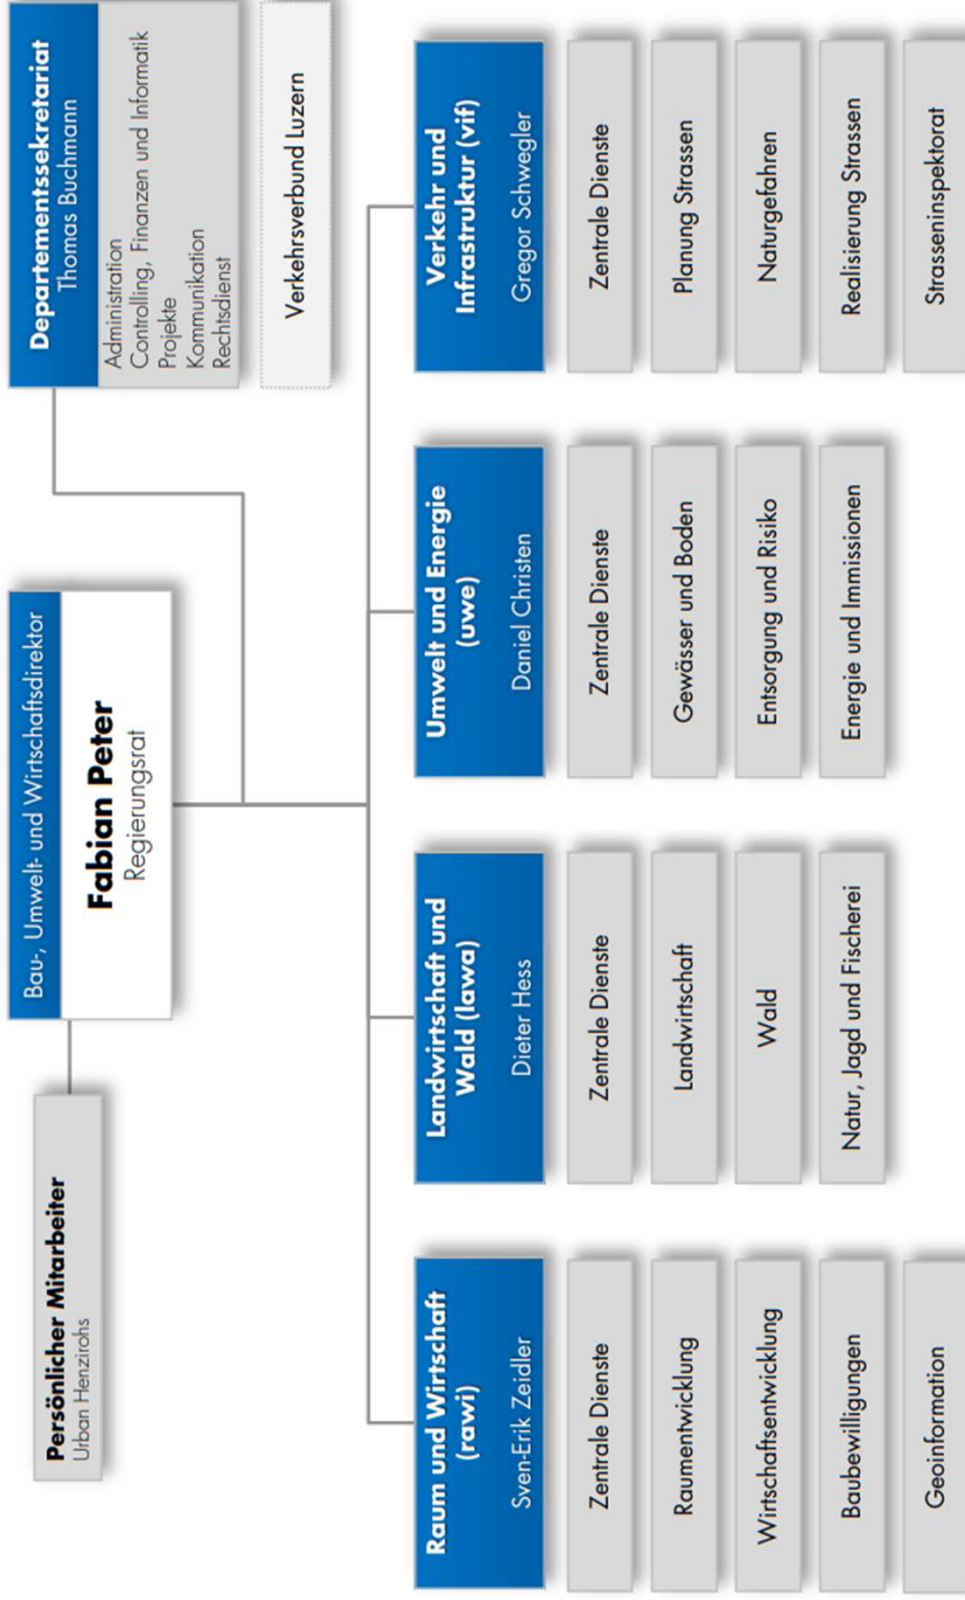 Persönlicher Mitarbeiter
Urban Henzirohs
Bau-, Umwelt- und Wirtschaftsdirektor
Fabian Peter
Regierungsrat
Departementssekretariat
Thomas Buchmann
Administration
Controlling, Finanzen und Informatik
Projekte
Kommunikation
Rechtsdienst
Verkehrsverbund Luzern
Raum und Wirtschaft
(rawi)
Sven-Erik Zeidler
Zentrale Dienste
Raumentwicklung
Wirtschaftsentwicklung
Baubewilligungen
Geoinformation
Landwirtschaft und
Wald (lawa)
Dieter Hess
Zentrale Dienste
Landwirtschaft
Wald
Natur, Jagd und Fischerei
Umwelt und Energie
(uwe)
Daniel Christen
Zentrale Dienste
Gewässer und Boden
Entsorgung und Risiko
Energie und Immissionen
Verkehr und
Infrastruktur (vif)
Gregor Schwegler
Zentrale Dienste
Planung Strassen
Naturgefahren
Realisierung Strassen
Strasseninspektorat